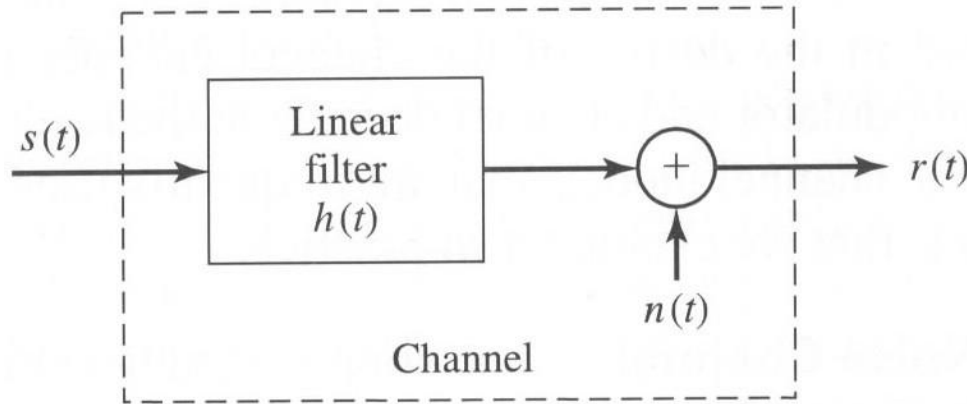 s(t)
Linear
filter
h(t)
+
r(t)
n(t)
Channel